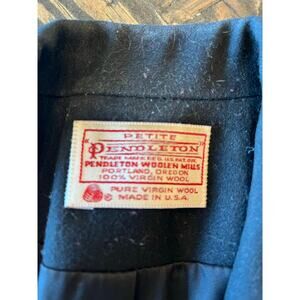 PETITE
"PENDLETON"
TRADE MARK REG. U.S. PAT. OFF.
PENDLETON WOOLEN MILLS
PORTLAND, OREGON
100% VIRGIN WOOL
PURE VIRGIN WOOL
MADE IN U.S.A.